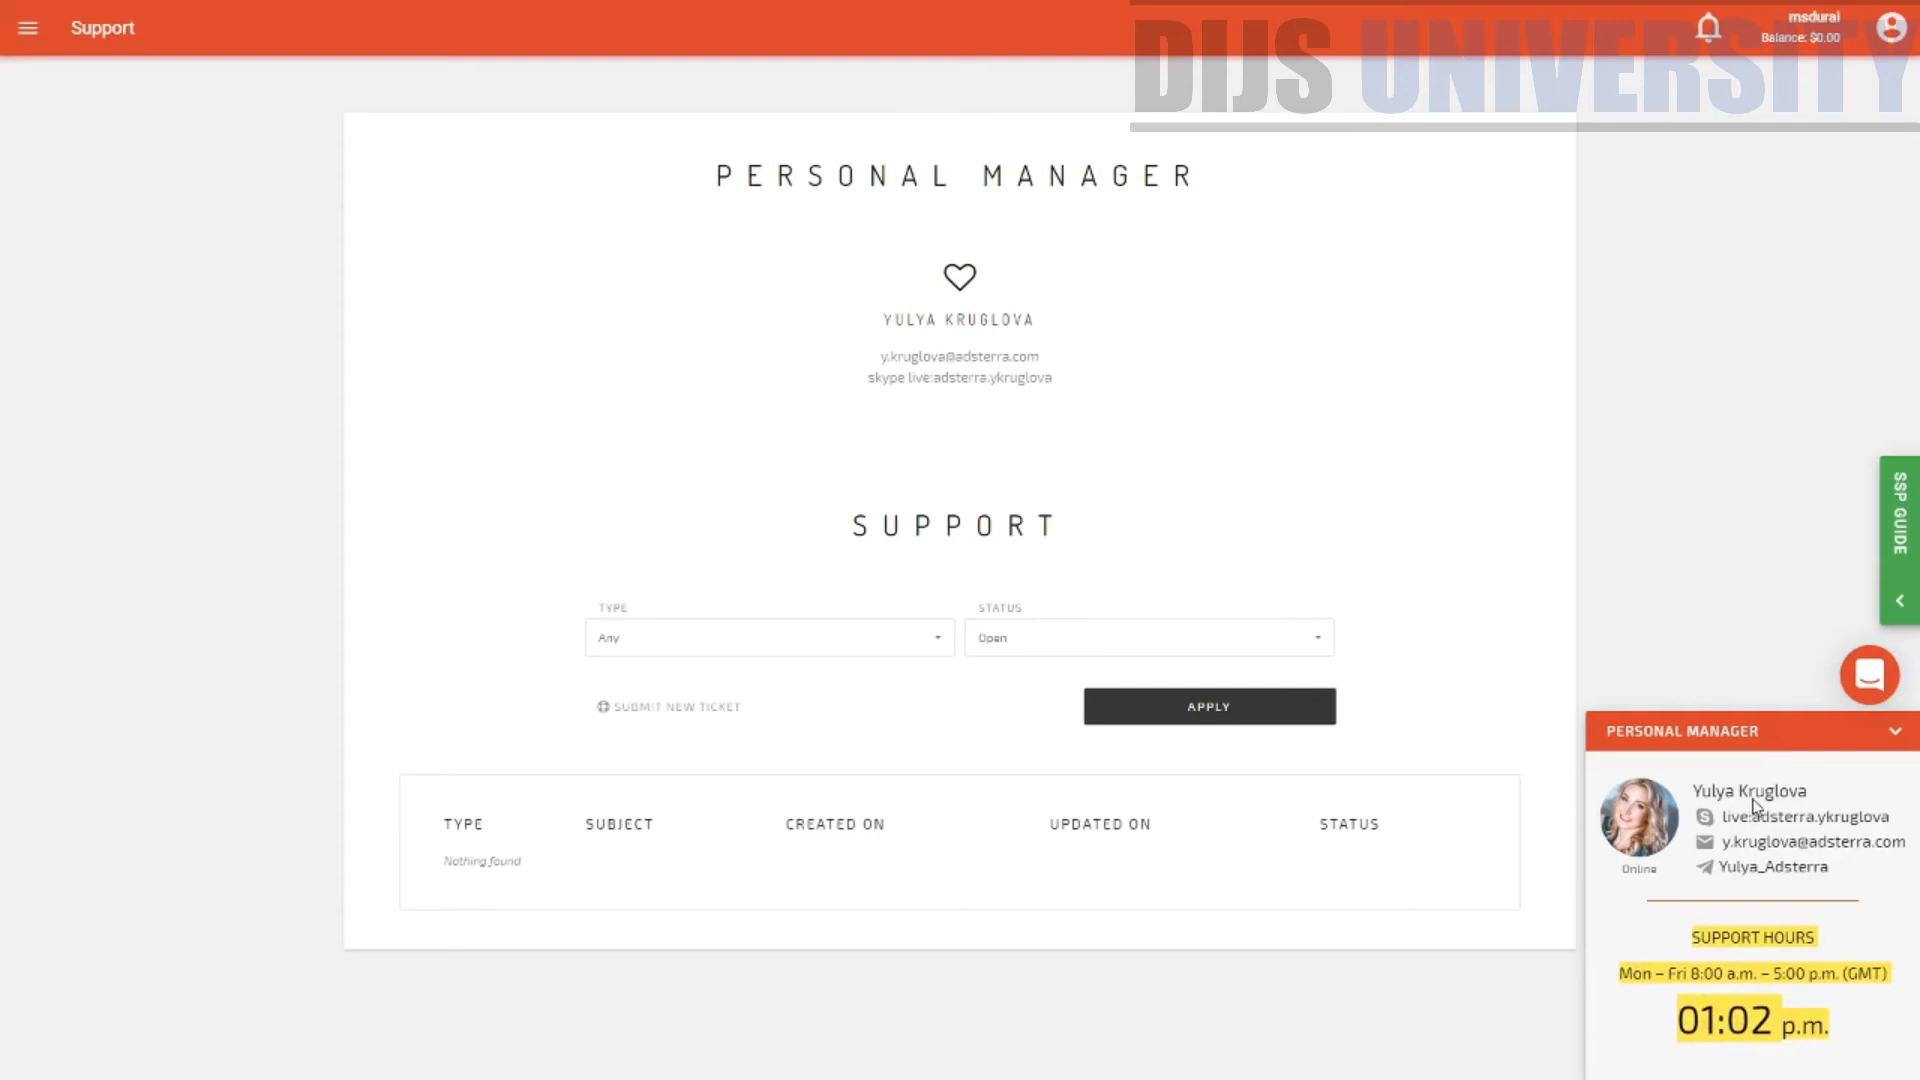 Support
msdurai
Balance: $0.00
DIJS UNIVERSITY
PERSONAL MANAGER
YULYA KRUGLOVA
y.kruglova@adsterra.com
skype live:adsterra.ykruglova
SUPPORT
TYPE
STATUS
Any
Open
SUBMIT NEW TICKET
APPLY
TYPE SUBJECT CREATED ON UPDATED ON STATUS
Nothing found
SSP GUIDE
PERSONAL MANAGER
Yulya Kruglova
live:adsterra.ykruglova
y.kruglova@adsterra.com
Yulya_Adsterra
Online
SUPPORT HOURS
Mon – Fri 8:00 a.m. – 5:00 p.m. (GMT)
01:02 p.m.